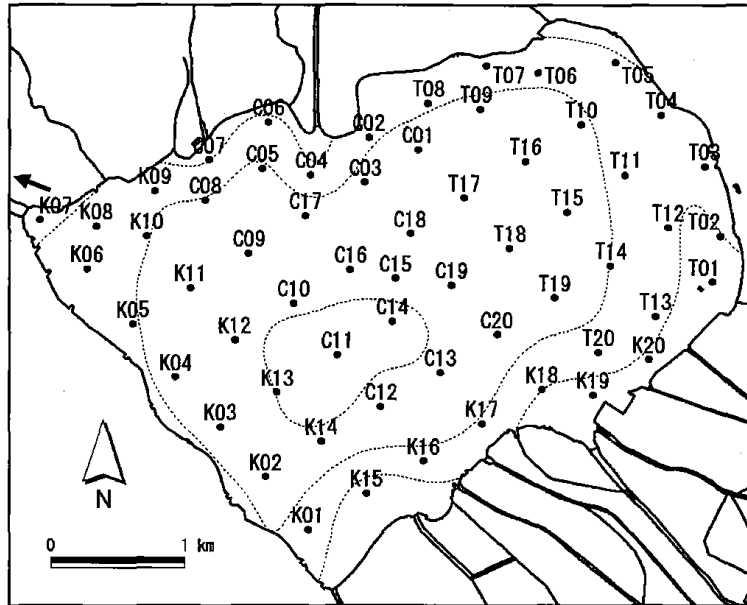 T07 T06 T05
T08 T09 T04
C06 C02 C01 T10
C07 C05 C04 C03 T16 T11 T03
K09 C08 C17 T17 T15 T12 T02
K07 K08 K10 C18 T18 T14
K06 K11 C09 C16 C15 C19 T19 T01
K05 K12 C10 C14 C20 T13
K04 C11 C13 T20 K20
K13 C12 K18 K19
K03 K14 K17
K02 K16
K15
N K01
0 1 km